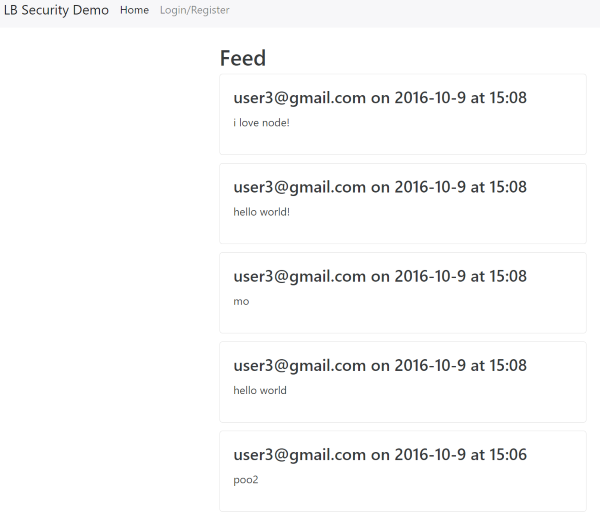 LB Security Demo Home Login/Register
Feed
user3@gmail.com on 2016-10-9 at 15:08
i love node!
user3@gmail.com on 2016-10-9 at 15:08
hello world!
user3@gmail.com on 2016-10-9 at 15:08
mo
user3@gmail.com on 2016-10-9 at 15:08
hello world
user3@gmail.com on 2016-10-9 at 15:06
poo2